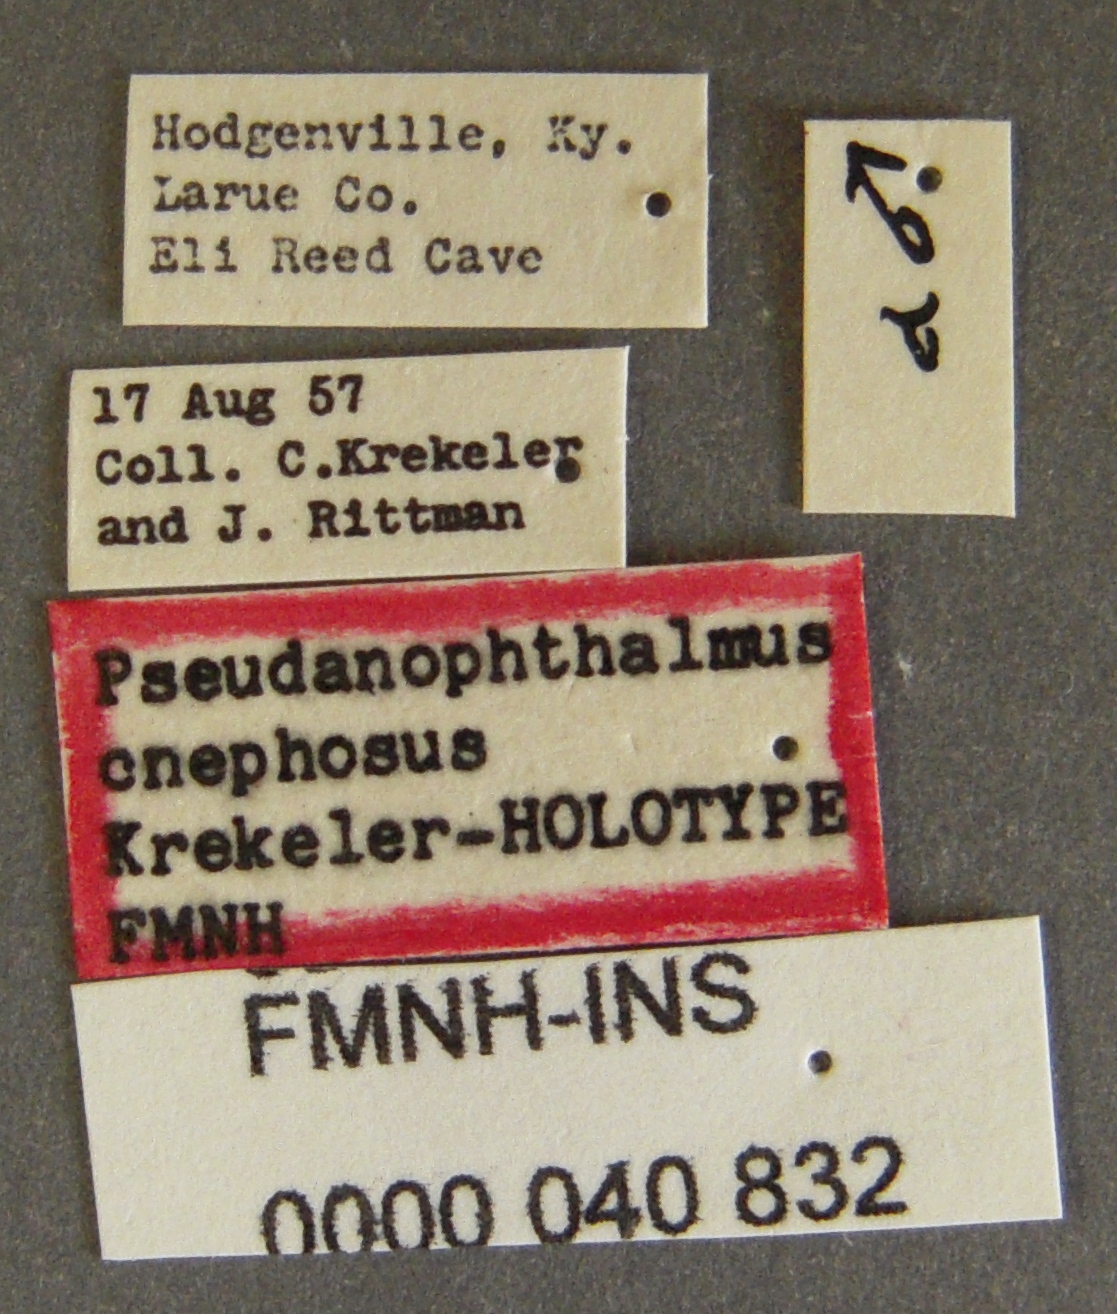 Hodgenville, Ky.
Larue Co.
Eli Reed Cave
♂
17 Aug 57
Coll. C.Krekeler
and J. Rittman
Pseudanophthalmus
cnephosus
Krekeler-HOLOTYPE
FMNH
FMNH-INS
0000 040 832